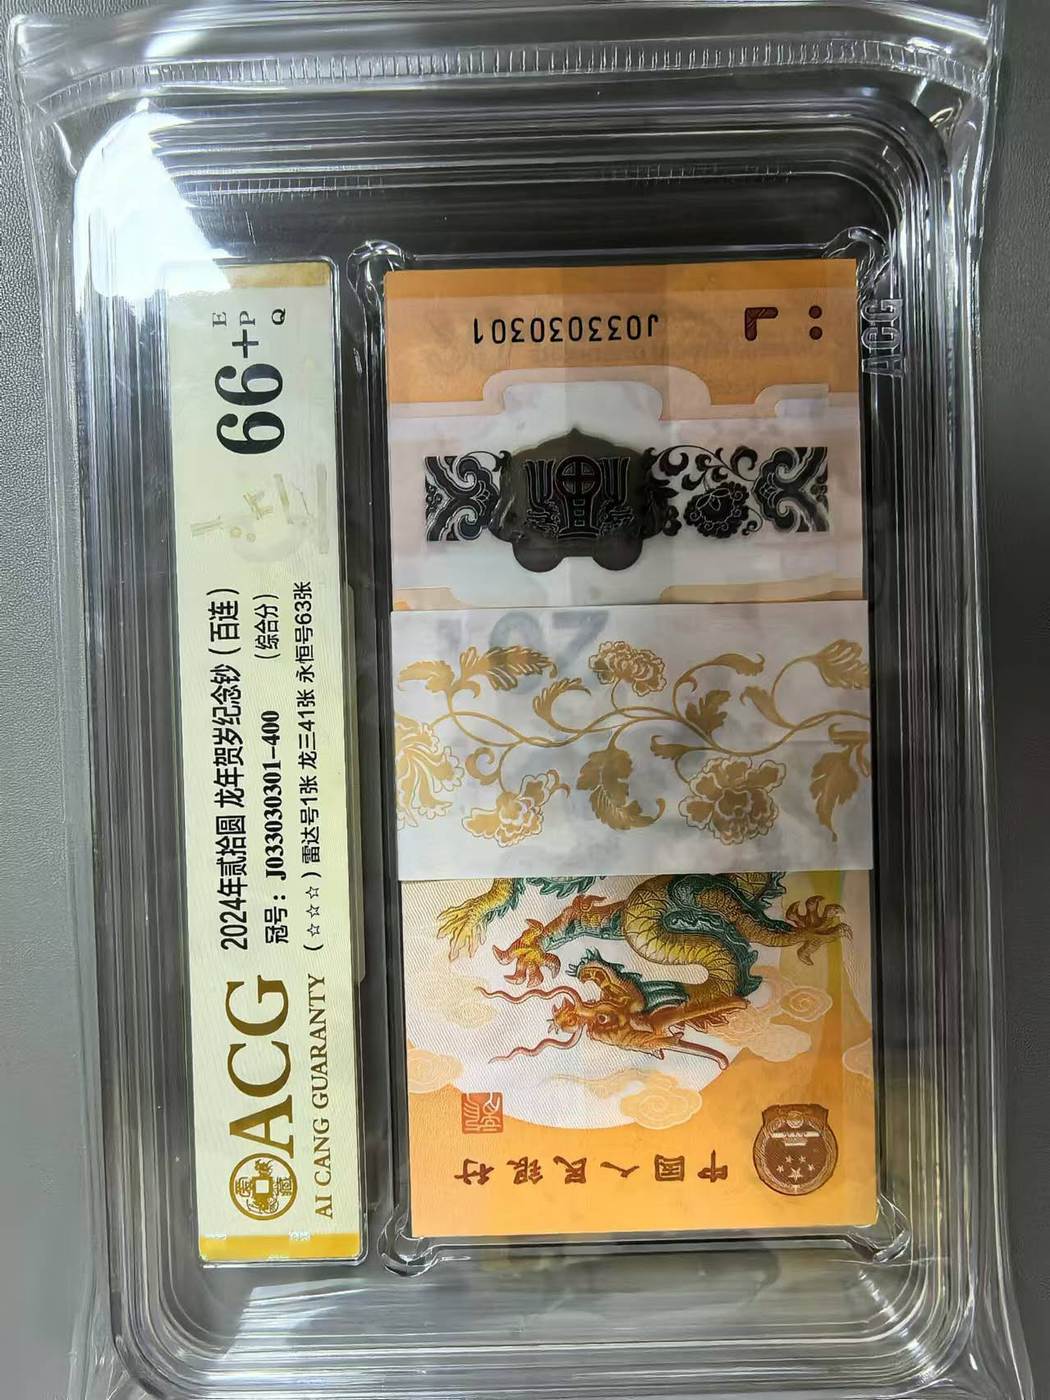 ACG
AI CANG GUARANTY
2024年贰拾圆 龙年贺岁纪念钞 (百连)
冠号: J033030301-400 (综合分)
(☆☆☆) 雷达号1张 龙三41张 永恒号63张
66+
E
P
Q
J033030301
中国人民银行
ACG